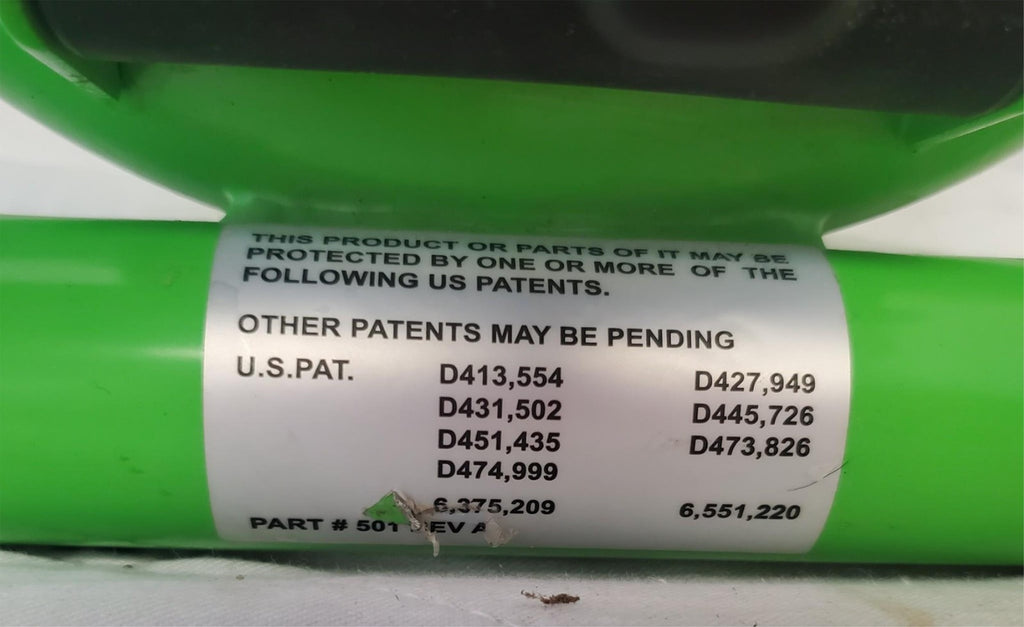 THIS PRODUCT OR PARTS OF IT MAY BE
PROTECTED BY ONE OR MORE OF THE
FOLLOWING US PATENTS.
OTHER PATENTS MAY BE PENDING
U.S.PAT. D413,554 D427,949
D431,502 D445,726
D451,435 D473,826
D474,999
6,375,209 6,551,220
PART # 501